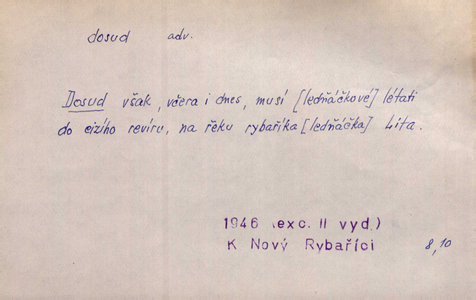 dosud adv.
Dosud však, včera i dnes, musí [ledňáčkové] létati
do cizího revíru, na řeku rybaříka [ledňáčka] Lita.
1946 (exc. II vyd.)
K Nový Rybaříci 8,10